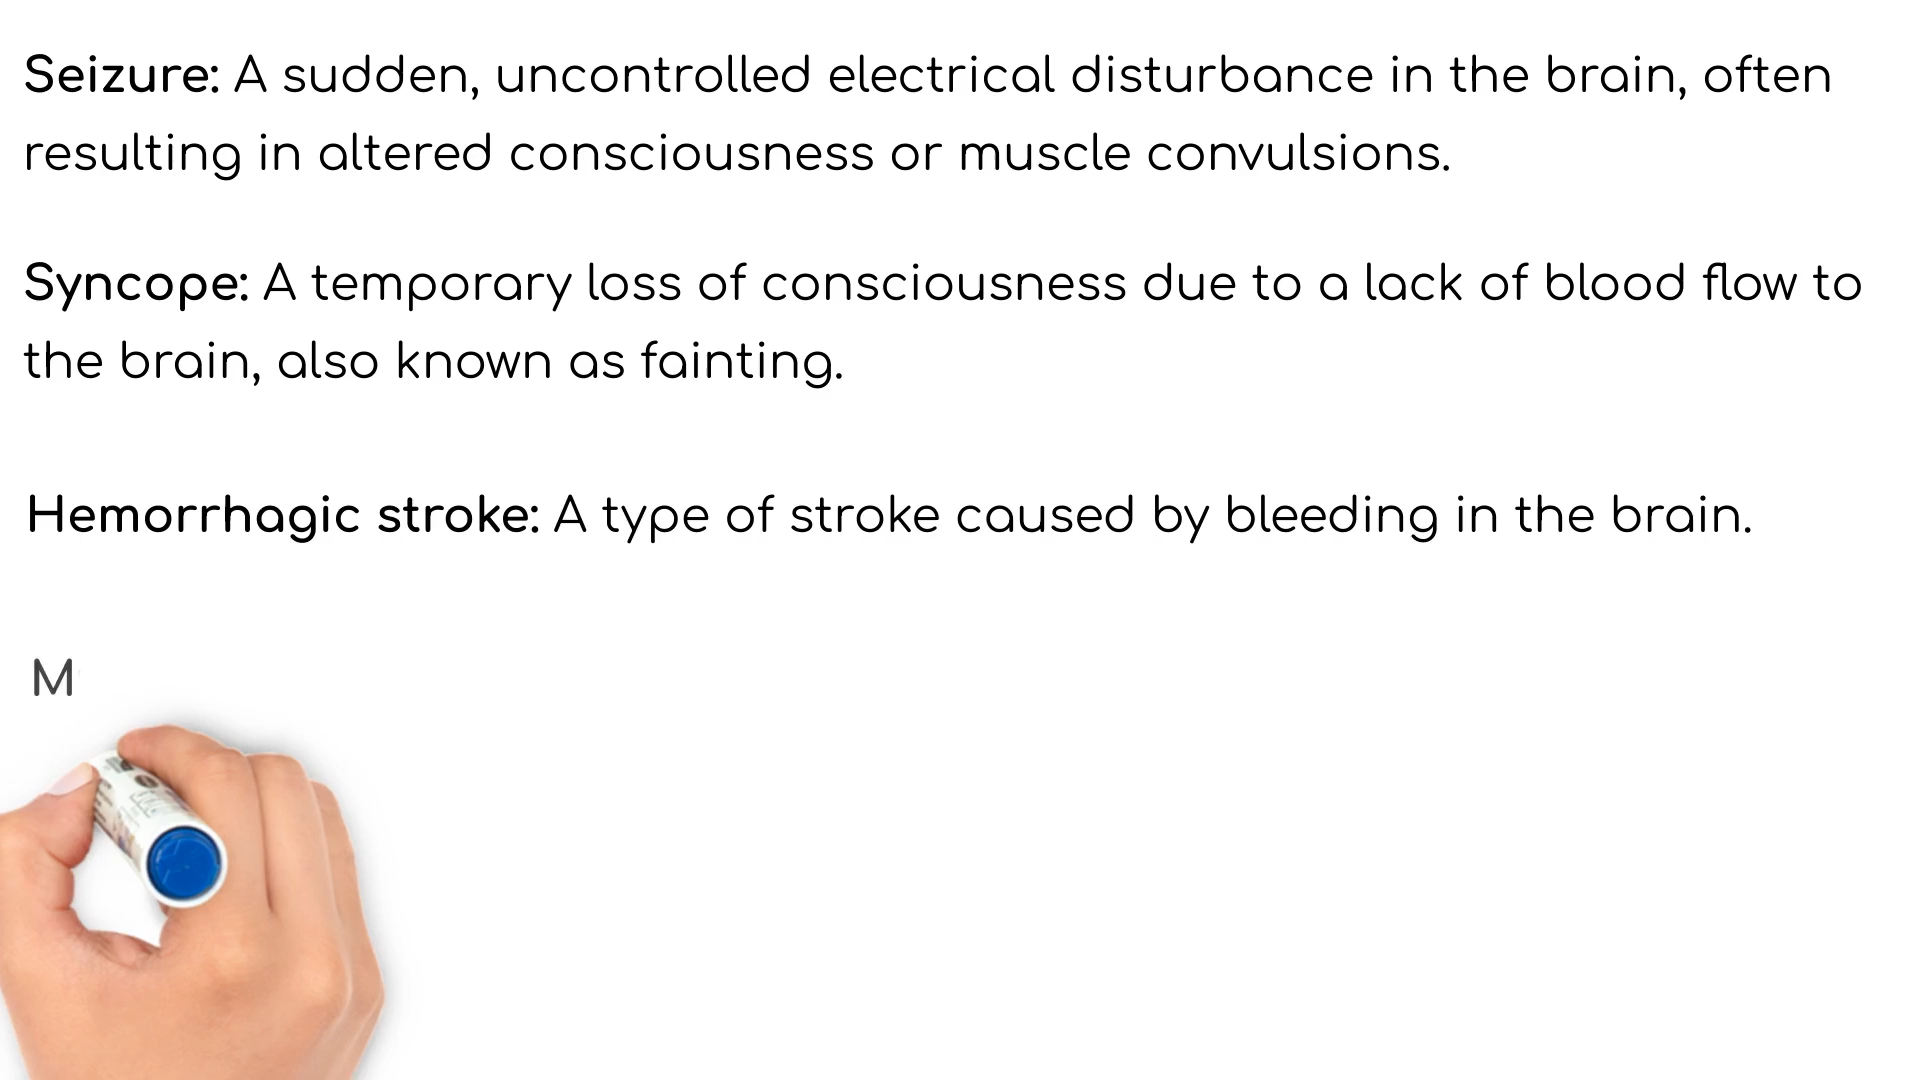 Seizure: A sudden, uncontrolled electrical disturbance in the brain, often
resulting in altered consciousness or muscle convulsions.
Syncope: A temporary loss of consciousness due to a lack of blood flow to
the brain, also known as fainting.
Hemorrhagic stroke: A type of stroke caused by bleeding in the brain.
M